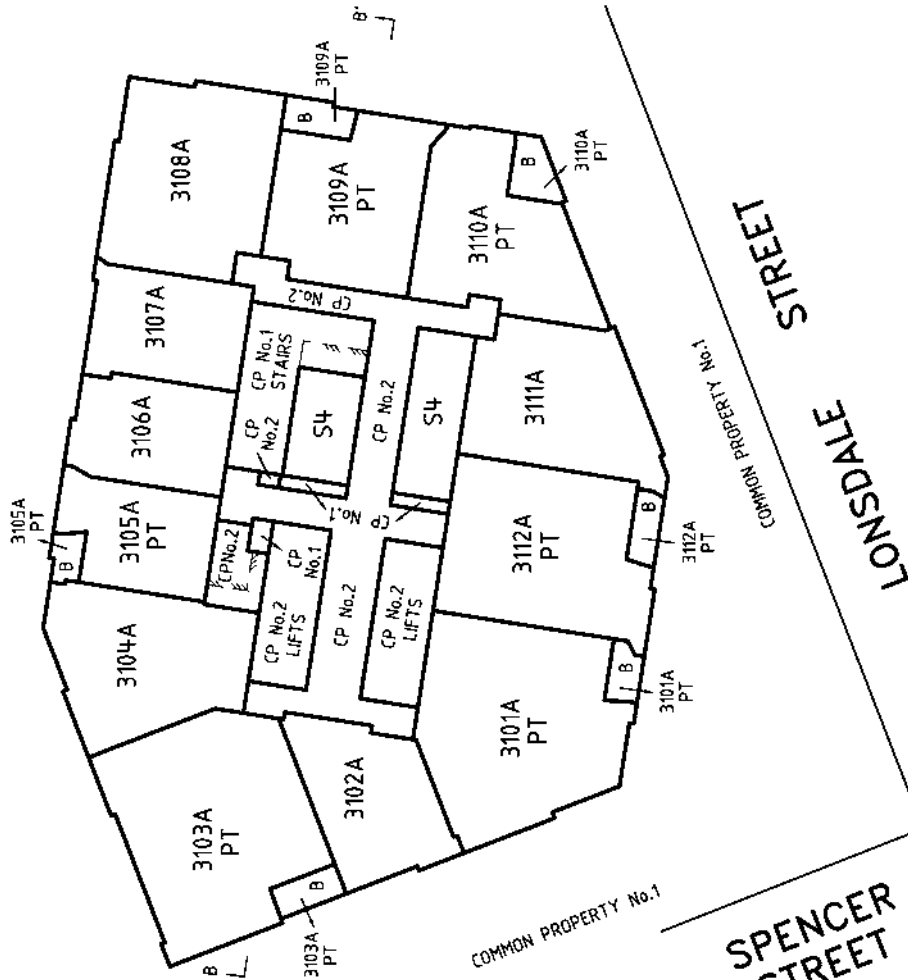 B'
3109A
PT
3108A
B
3109A
PT
B
3110A
PT
3110A
PT
3107A
CP No.2
CP No.1
STAIRS
CP
No.2
S4
CP No.2
S4
3111A
3106A
3105A
PT
3105A
PT
B
CP No.1
CPNo.2
CP
No.1
3112A
PT
B
3112A
PT
3104A
CP No.2
LIFTS
CP No.2
CP No.2
LIFTS
B
3101A
PT
3101A
PT
3102A
3103A
PT
B
3103A
PT
B
COMMON PROPERTY No.1
COMMON PROPERTY No.1
LONSDALE STREET
SPENCER
STREET